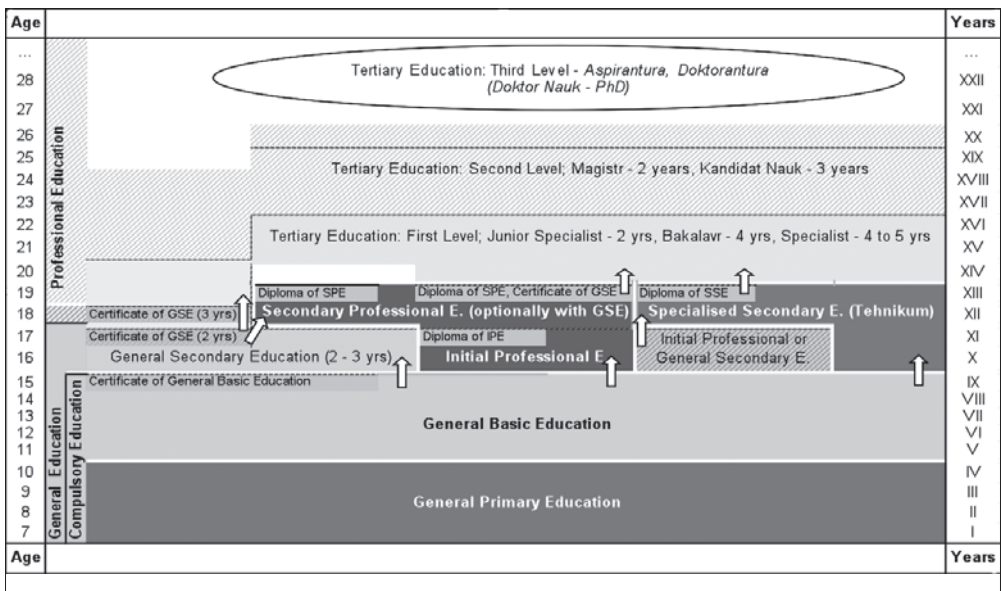 Age
Years
...
...
28
Tertiary Education: Third Level - Aspirantura, Doktorantura
(Doktor Nauk - PhD)
XXII
27
XXI
26
XX
25
XIX
Tertiary Education: Second Level; Magistr - 2 years, Kandidat Nauk - 3 years
24
XVIII
23
XVII
22
XVI
Tertiary Education: First Level; Junior Specialist - 2 yrs, Bakalavr - 4 yrs, Specialist - 4 to 5 yrs
21
XV
20
XIV
Professional Education
19
Diploma of SPE
Diploma of SPE, Certificate of GSE
Diploma of SSE
XIII
18
Certificate of GSE (3 yrs)
Secondary Professional E. (optionally with GSE)
Specialised Secondary E. (Tehnikum)
XII
17
Certificate of GSE (2 yrs)
Diploma of IPE
Initial Professional or
XI
16
General Secondary Education (2 - 3 yrs)
Initial Professional E
General Secondary E.
X
15
Certificate of General Basic Education
IX
14
VIII
13
General Basic Education
VII
12
VI
11
V
10
IV
9
General Primary Education
III
8
II
7
I
General Education
Compulsory Education
Age
Years